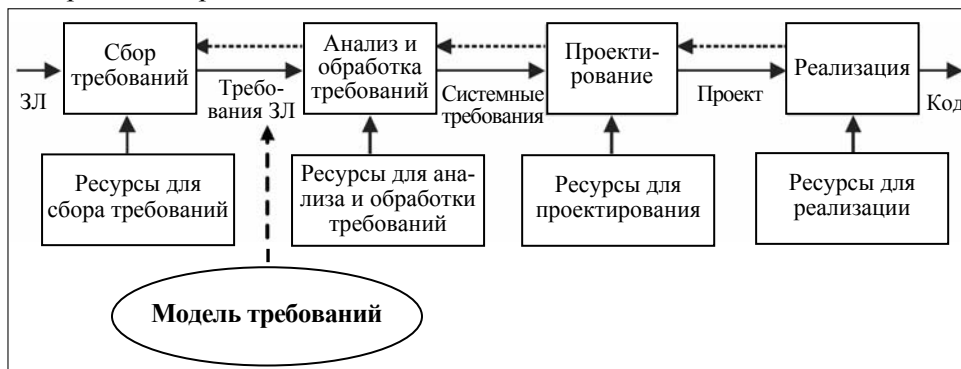 Сбор
требований
Анализ и
обработка
требований
Проекти-
рование
Реализация
ЗЛ
Требо-
вания ЗЛ
Системные
требования
Проект
Код
Ресурсы для
сбора требований
Ресурсы для ана-
лиза и обработки
требований
Ресурсы для
проектирования
Ресурсы для
реализации
Модель требований